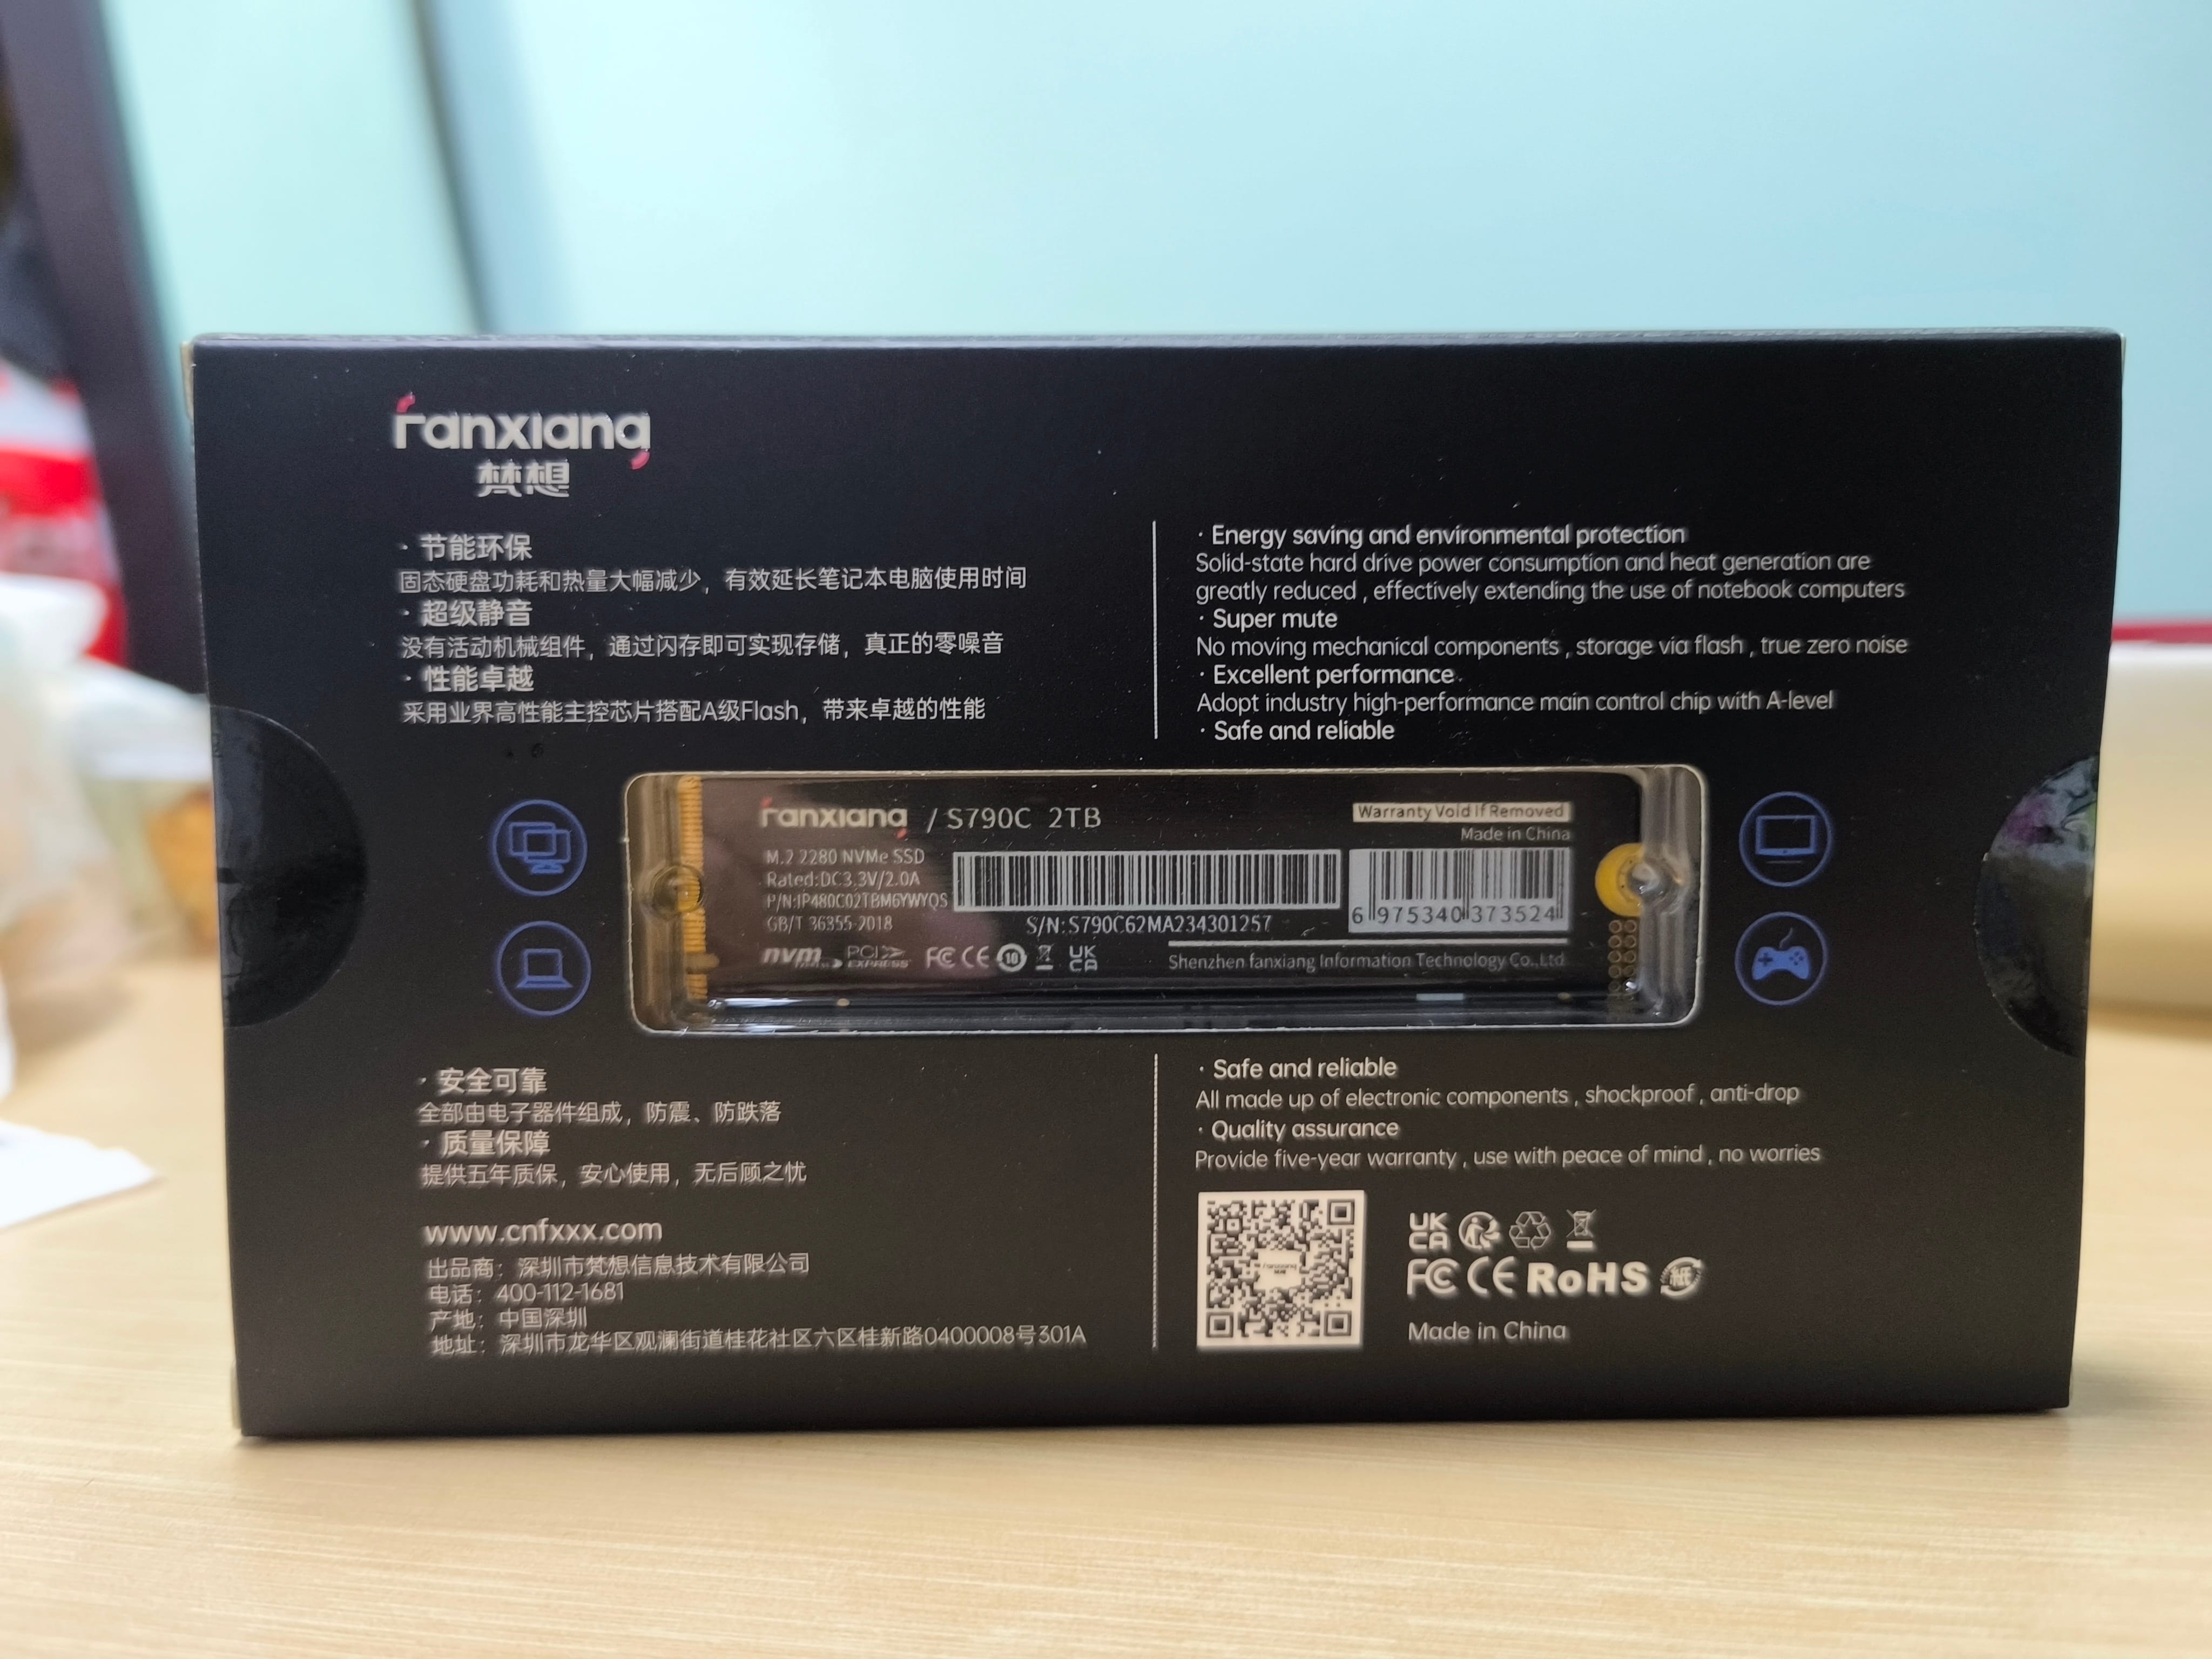 fanxiang
梵想
· 节能环保
固态硬盘功耗和热量大幅减少，有效延长笔记本电脑使用时间
· 超级静音
没有活动机械组件，通过闪存即可实现存储，真正的零噪音
· 性能卓越
采用业界高性能主控芯片搭配A级Flash，带来卓越的性能
· Energy saving and environmental protection
Solid-state hard drive power consumption and heat generation are
greatly reduced , effectively extending the use of notebook computers
· Super mute
No moving mechanical components , storage via flash , true zero noise
· Excellent performance
Adopt industry high-performance main control chip with A-level
· Safe and reliable
fanxiang / S790C 2TB
Warranty Void If Removed
Made in China
M.2 2280 NVMe SSD
Rated:DC3.3V/2.0A
P/N:IP480C02TBM6YWYQS
GB/T 36355-2018
S/N:S790C62MA234301257
6 975340 373524
nvm EXPRESS PCI EXPRESS FC CE 10 UK CA
Shenzhen fanxiang Information Technology Co.,Ltd
· 安全可靠
全部由电子器件组成，防震、防跌落
· 质量保障
提供五年质保，安心使用，无后顾之忧
www.cnfxxx.com
出品商：深圳市梵想信息技术有限公司
电话：400-112-1681
产地：中国深圳
地址：深圳市龙华区观澜街道桂花社区六区桂新路0400008号301A
· Safe and reliable
All made up of electronic components , shockproof , anti-drop
· Quality assurance
Provide five-year warranty , use with peace of mind , no worries
fanxiang
梵想
UK CA
FC CE RoHS 紙
Made in China